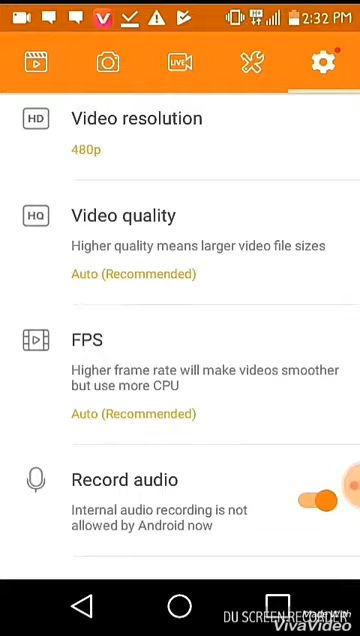 2:32 PM
LIVE
HD
Video resolution
480p
HQ
Video quality
Higher quality means larger video file sizes
Auto (Recommended)
FPS
Higher frame rate will make videos smoother
but use more CPU
Auto (Recommended)
Record audio
Internal audio recording is not
allowed by Android now
DU SCREEN RECORDER
Made With
VivaVideo